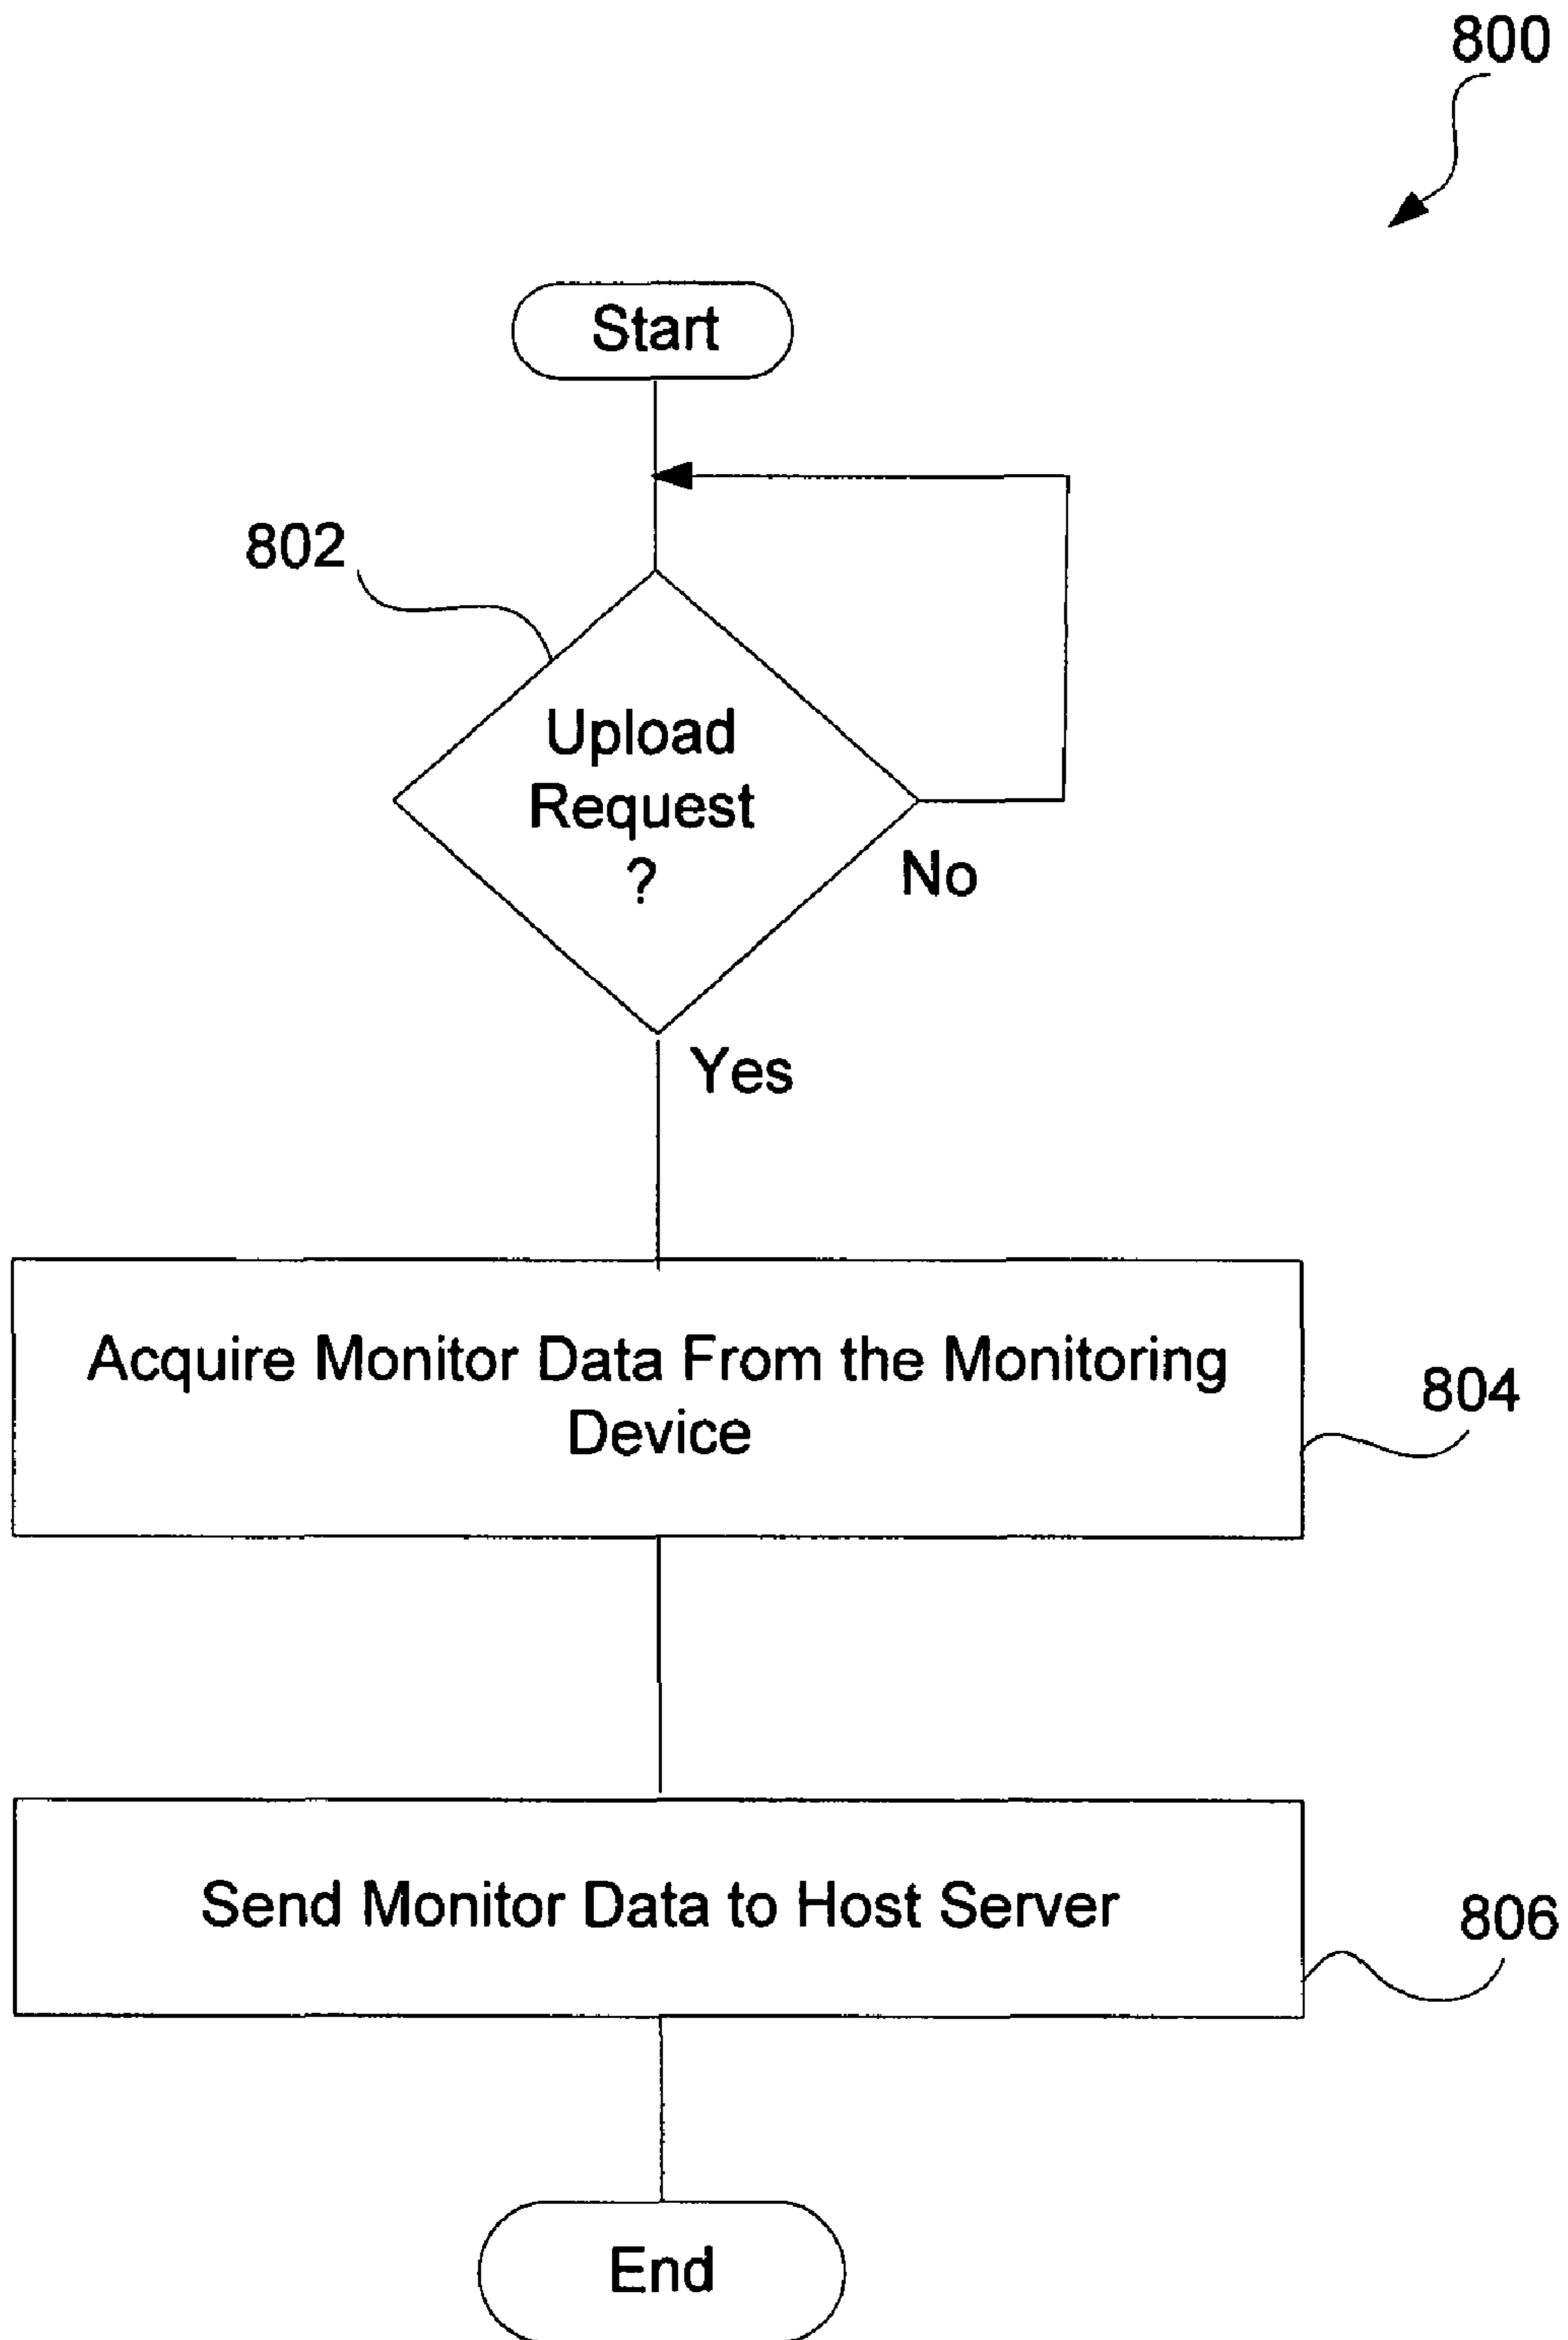 800
Start
802
Upload
Request
?
No
Yes
Acquire Monitor Data From the Monitoring
Device
804
Send Monitor Data to Host Server
806
End